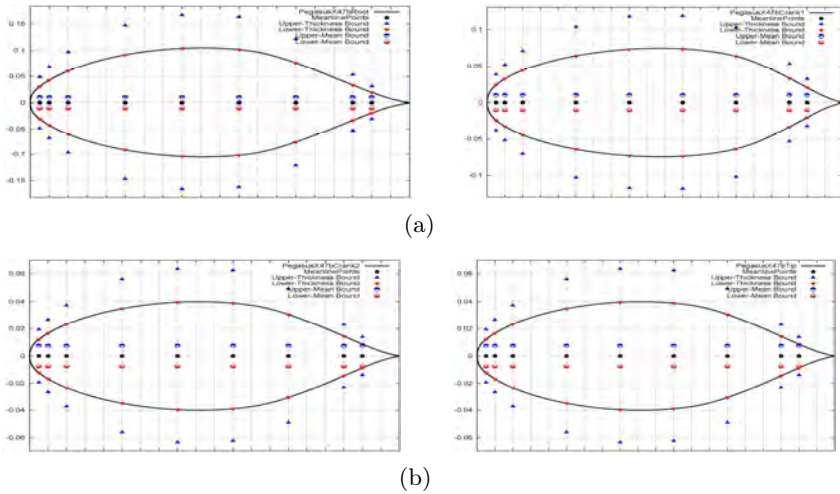 PegasusX47bRoot
MeanlinePoints
Upper-Thickness Bound
Lower-Thickness Bound
Upper-Mean Bound
Lower-Mean Bound
0.15
0.1
0.05
0
-0.05
-0.1
-0.15
PegasusX47bCrank1
MeanlinePoints
Upper-Thickness Bound
Lower-Thickness Bound
Upper-Mean Bound
Lower-Mean Bound
0.1
0.05
0
-0.05
-0.1
(a)
PegasusX47bCrank2
MeanlinePoints
Upper-Thickness Bound
Lower-Thickness Bound
Upper-Mean Bound
Lower-Mean Bound
0.06
0.04
0.02
0
-0.02
-0.04
-0.06
PegasusX47bTip
MeanlinePoints
Upper-Thickness Bound
Lower-Thickness Bound
Upper-Mean Bound
Lower-Mean Bound
0.06
0.04
0.02
0
-0.02
-0.04
-0.06
(b)